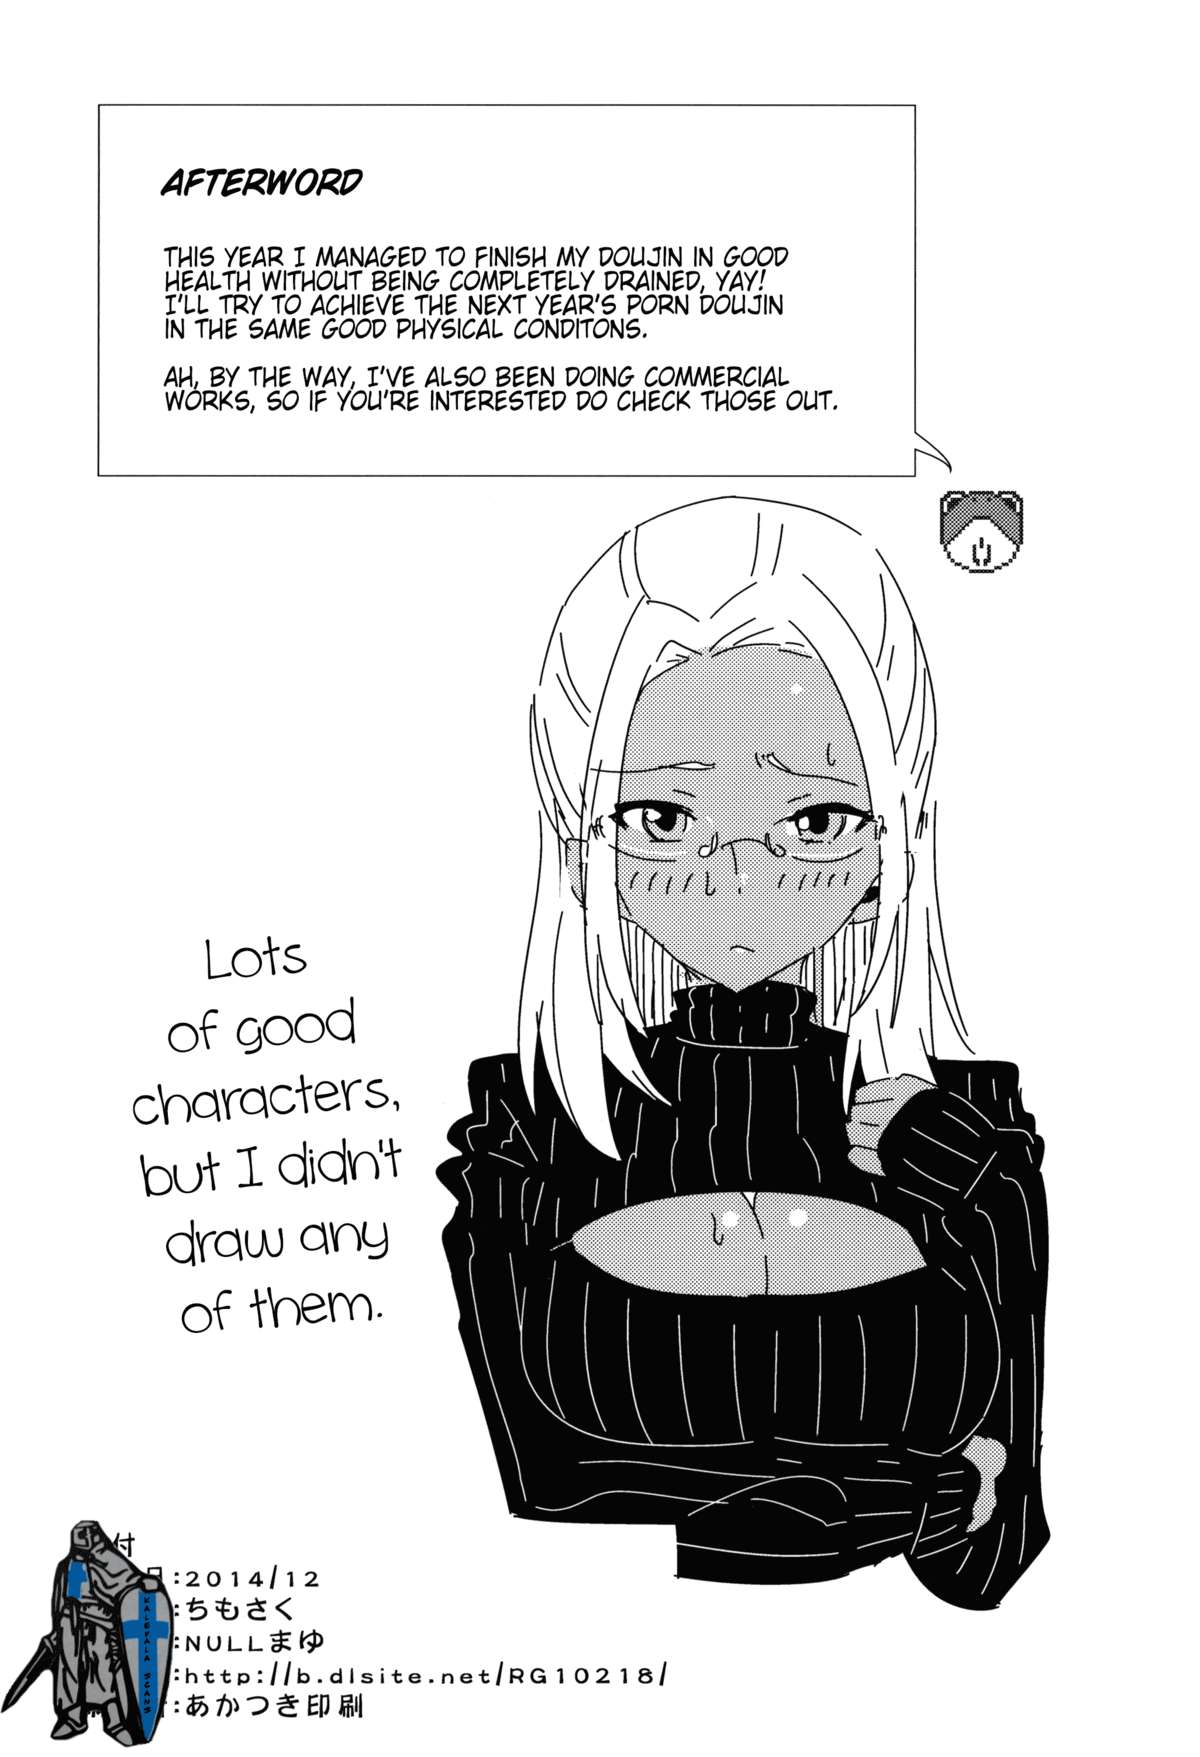 AFTERWORD
THIS YEAR I MANAGED TO FINISH MY DOUJIN IN GOOD
HEALTH WITHOUT BEING COMPLETELY DRAINED, YAY!
I'LL TRY TO ACHIEVE THE NEXT YEAR'S PORN DOUJIN
IN THE SAME GOOD PHYSICAL CONDITONS.
AH, BY THE WAY, I'VE ALSO BEEN DOING COMMERCIAL
WORKS, SO IF YOU'RE INTERESTED DO CHECK THOSE OUT.
Lots
of good
characters,
but I didn't
draw any
of them.
付
:2014/12
:ちもさく
:NULLまゆ
:http://b.dlsite.net/RG10218/
:あかつき印刷
KALEVALA SCANS